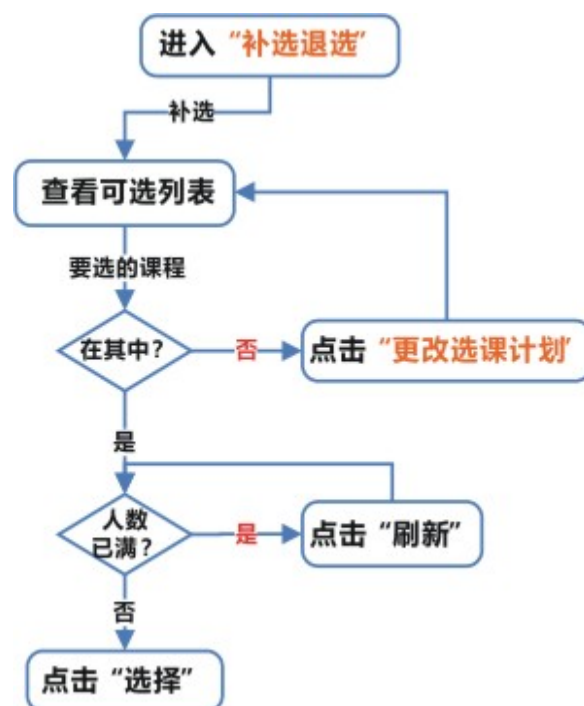 进入“补选退选”
补选
查看可选列表
要选的课程
在其中？
否
点击“更改选课计划”
是
人数
已满？
是
点击“刷新”
否
点击“选择”